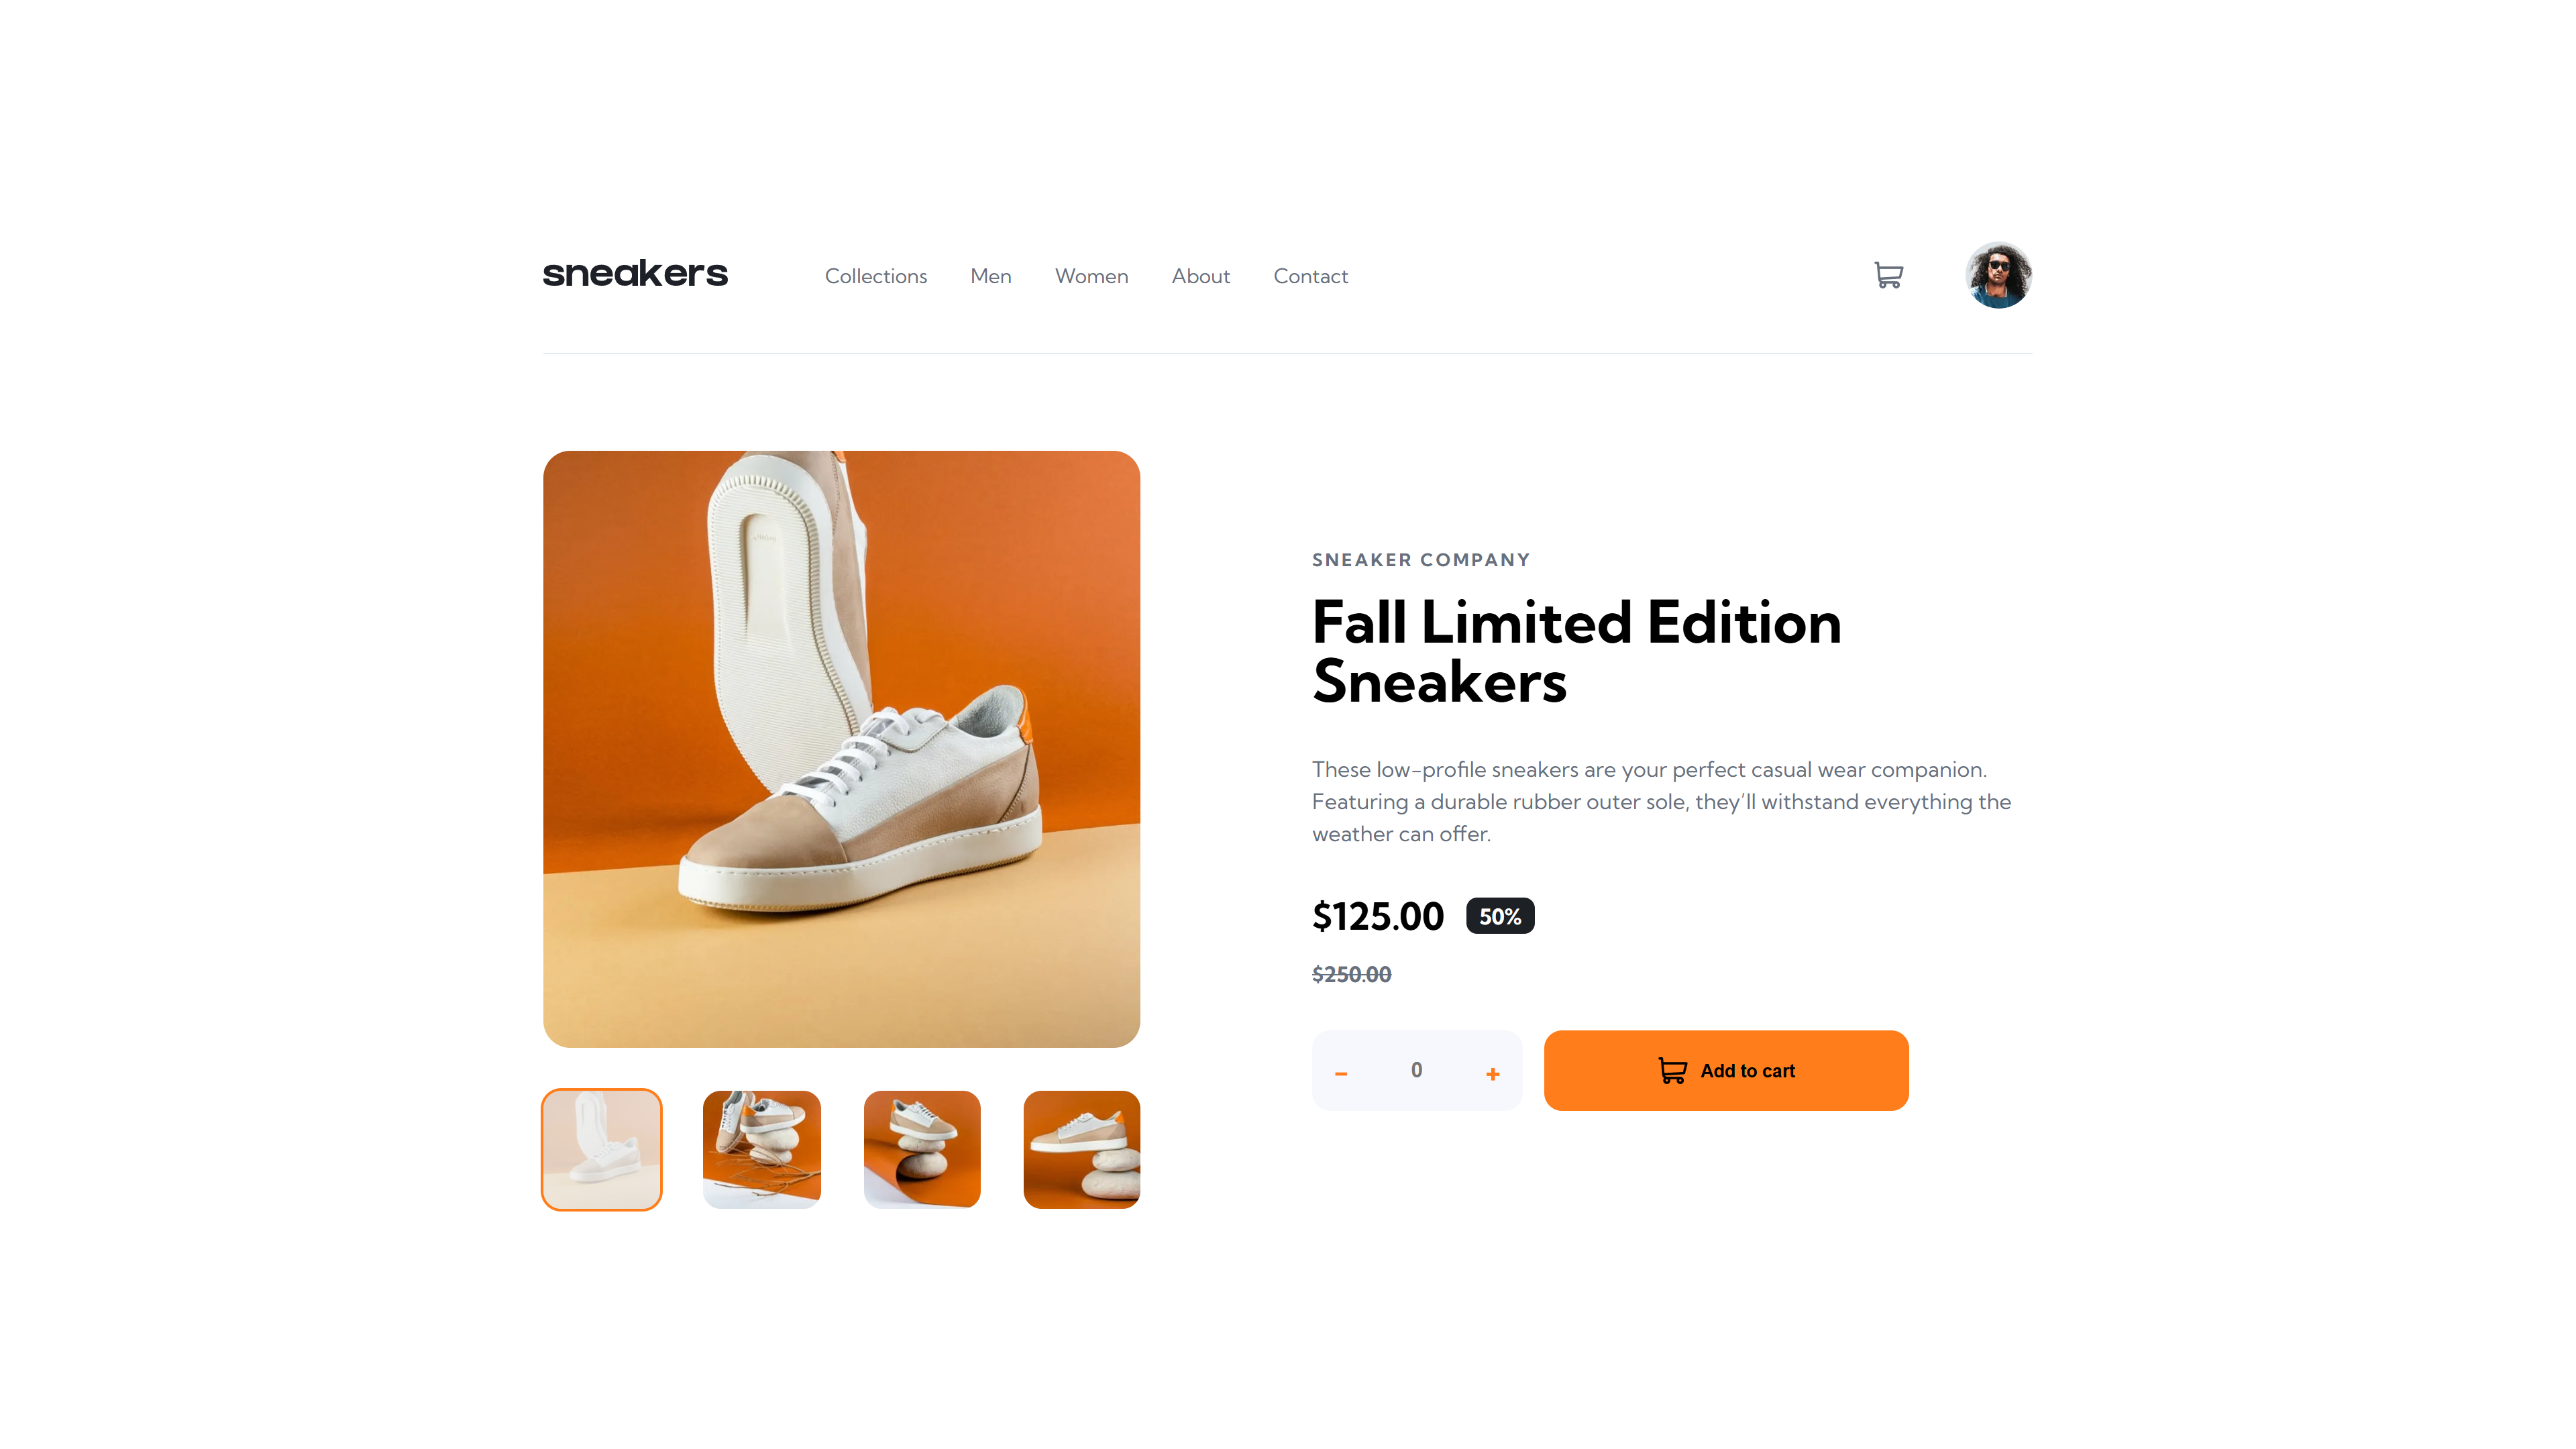 sneakers
Collections Men Women About Contact
SNEAKER COMPANY
Fall Limited Edition
Sneakers
These low-profile sneakers are your perfect casual wear companion.
Featuring a durable rubber outer sole, they’ll withstand everything the
weather can offer.
$125.00 50%
$250.00
− 0 + Add to cart